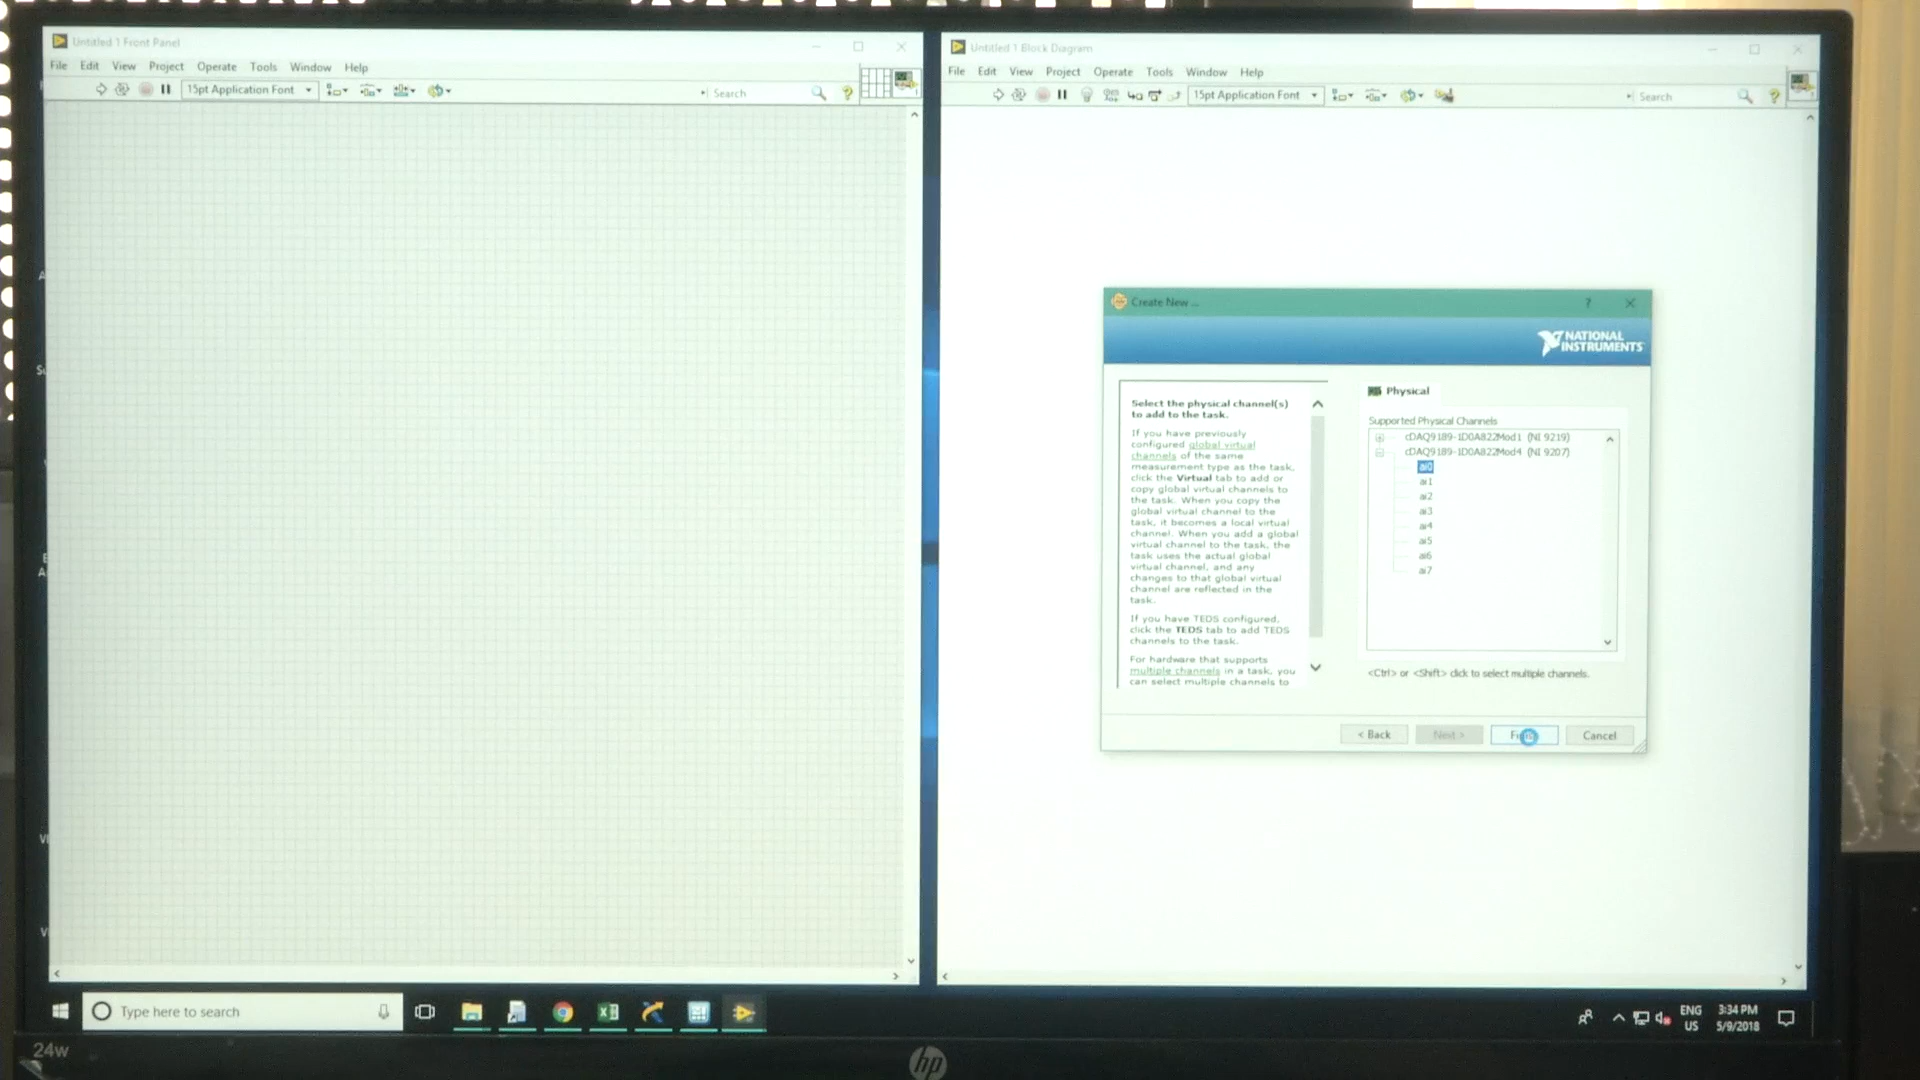 Untitled 1 Front Panel
File Edit View Project Operate Tools Window Help
15pt Application Font
Search
Untitled 1 Block Diagram
File Edit View Project Operate Tools Window Help
15pt Application Font
Search
Create New ...
NATIONAL
INSTRUMENTS
Select the physical channel(s)
to add to the task.
If you have previously
configured global virtual
channels of the same
measurement type as the task,
click the Virtual tab to add or
copy global virtual channels to
the task. When you copy the
global virtual channel to the
task, it becomes a local virtual
channel. When you add a global
virtual channel to the task, the
task uses the actual global
virtual channel, and any
changes to that global virtual
channel are reflected in the
task.
If you have TEDS configured,
click the TEDS tab to add TEDS
channels to the task.
For hardware that supports
multiple channels in a task, you
can select multiple channels to
Physical
Supported Physical Channels
cDAQ9189-1D0A822Mod1 (NI 9219)
cDAQ9189-1D0A822Mod4 (NI 9207)
ai0
ai1
ai2
ai3
ai4
ai5
ai6
ai7
<Ctrl> or <Shift> click to select multiple channels.
< Back Next > Cancel
Type here to search
ENG
US
3:34 PM
5/9/2018
24w
hp